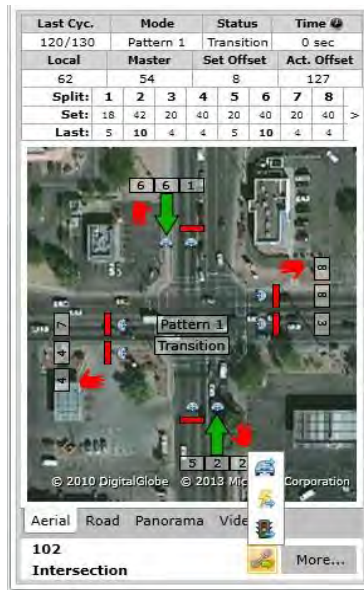 Last Cyc. Mode Status Time
120/130 Pattern 1 Transition 0 sec
Local Master Set Offset Act. Offset
62 54 8 127
Split: 1 2 3 4 5 6 7 8
Set: 18 42 20 40 20 40 20 40 >
Last: 5 10 4 4 5 10 4 4
6 6 1
8
8
7
3
Pattern 1
4
Transition
4
5 2 2
© 2010 DigitalGlobe © 2013 Mic Corporation
Aerial Road Panorama Vide
102
Intersection
More...